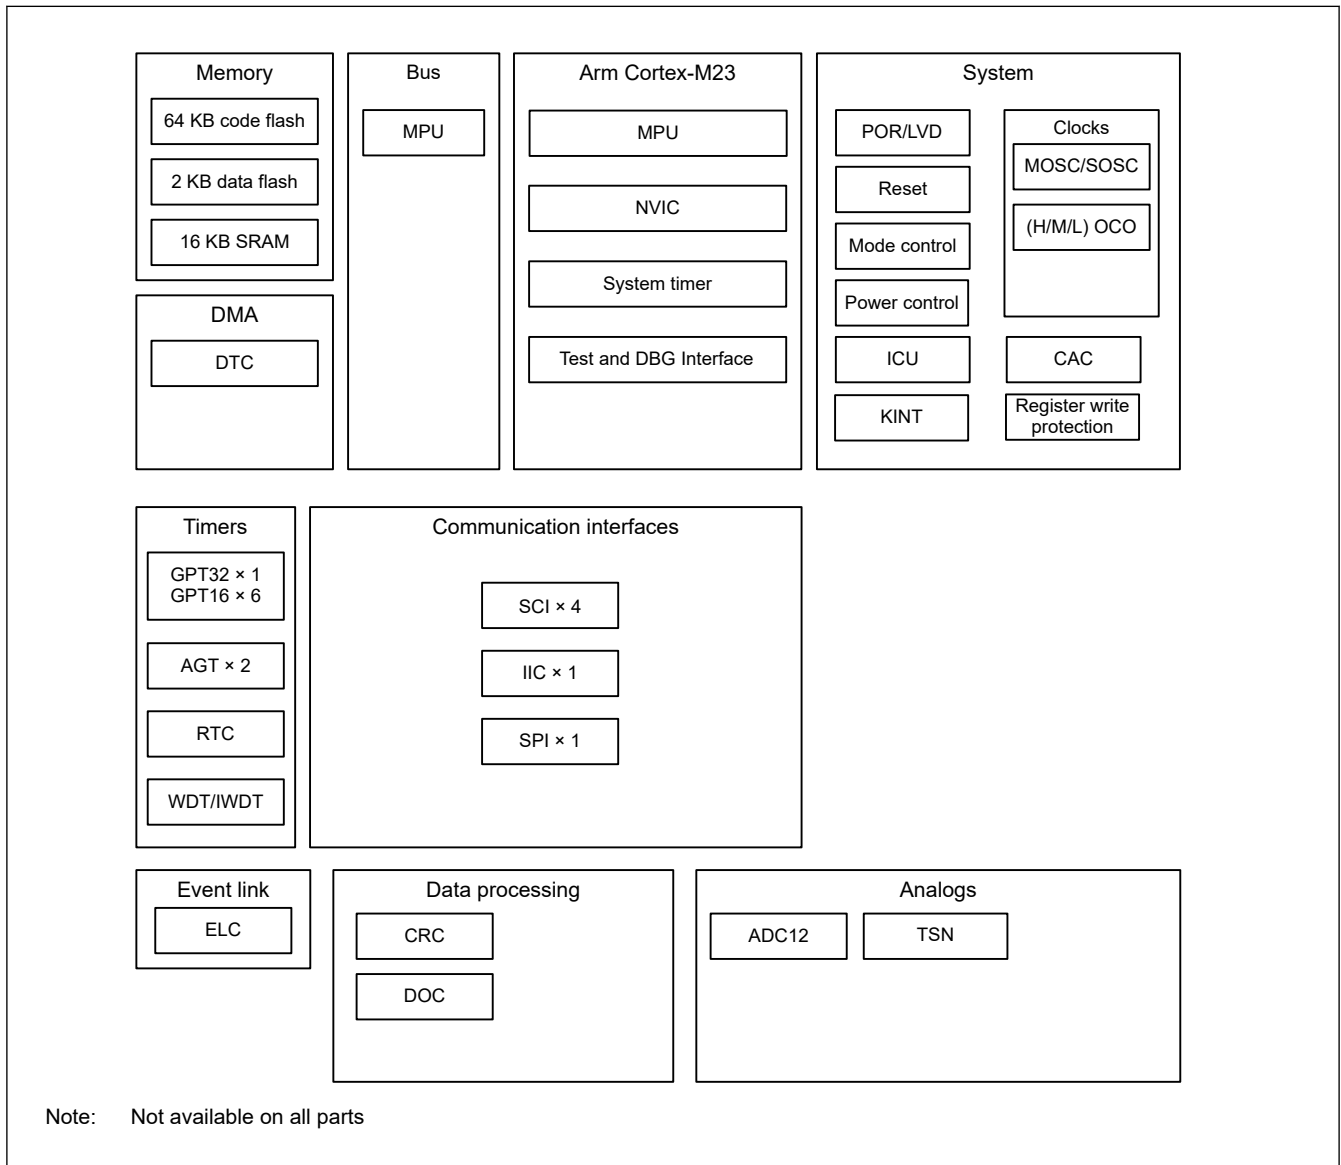 Memory
64 KB code flash
2 KB data flash
16 KB SRAM
DMA
DTC
Bus
MPU
Arm Cortex-M23
MPU
NVIC
System timer
Test and DBG Interface
System
POR/LVD
Reset
Mode control
Power control
ICU
KINT
Clocks
MOSC/SOSC
(H/M/L) OCO
CAC
Register write
protection
Timers
GPT32 × 1
GPT16 × 6
AGT × 2
RTC
WDT/IWDT
Communication interfaces
SCI × 4
IIC × 1
SPI × 1
Event link
ELC
Data processing
CRC
DOC
Analogs
ADC12
TSN
Note: Not available on all parts